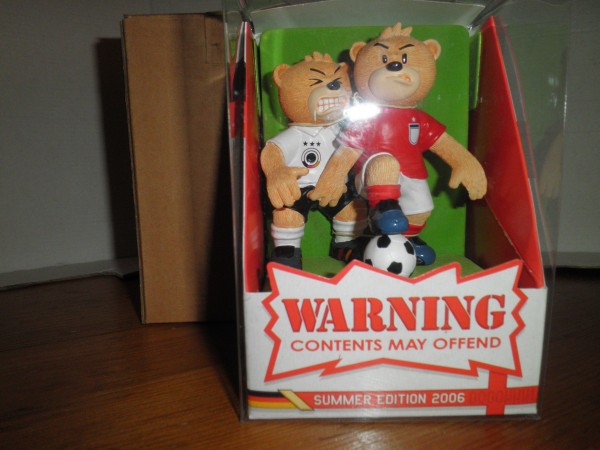 WARNING
CONTENTS MAY OFFEND
SUMMER EDITION 2006